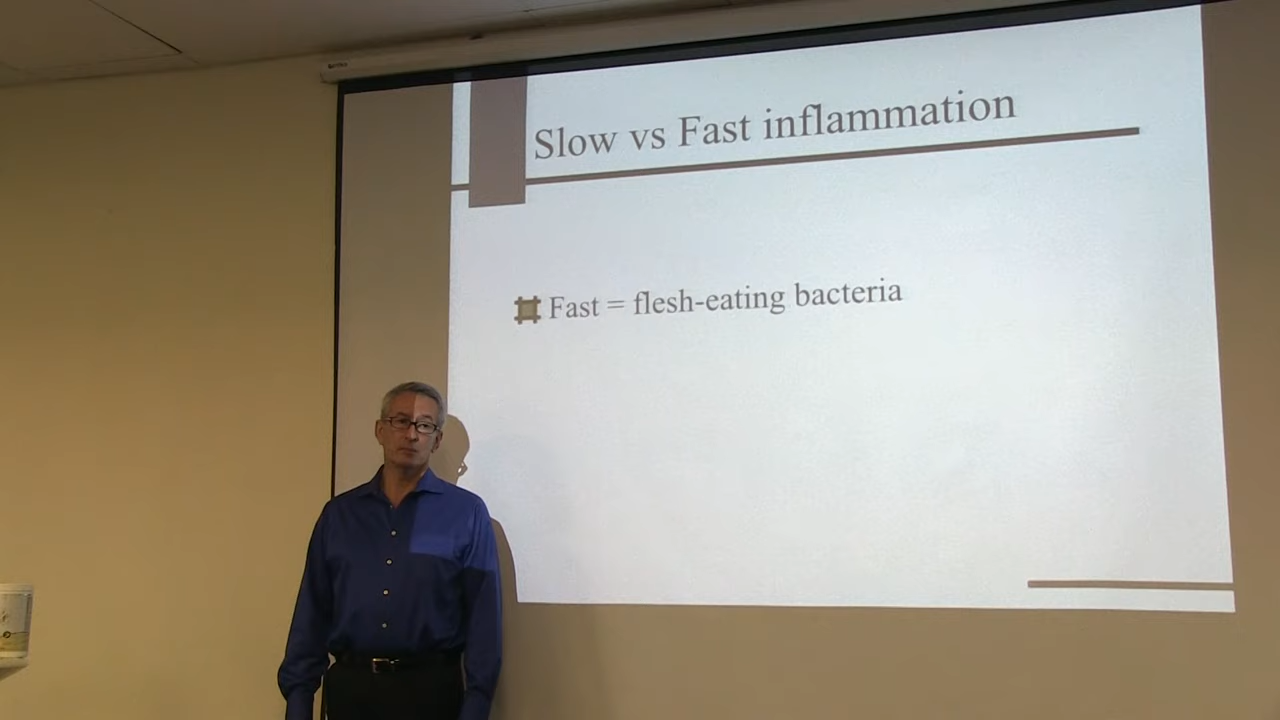 Slow vs Fast inflammation
Fast = flesh-eating bacteria